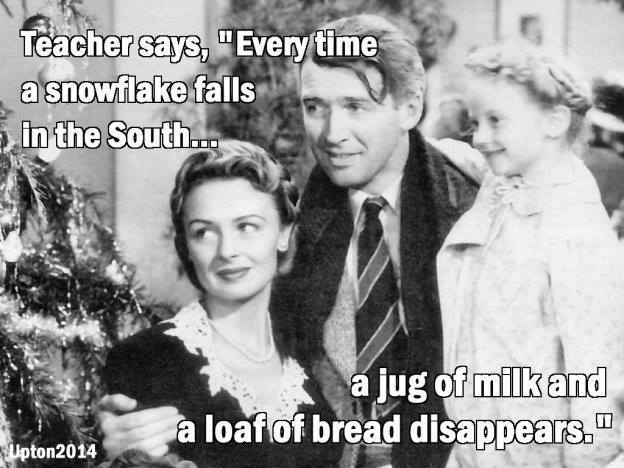 Teacher says, "Every time
a snowflake falls
in the South...
a jug of milk and
a loaf of bread disappears."
Upton2014